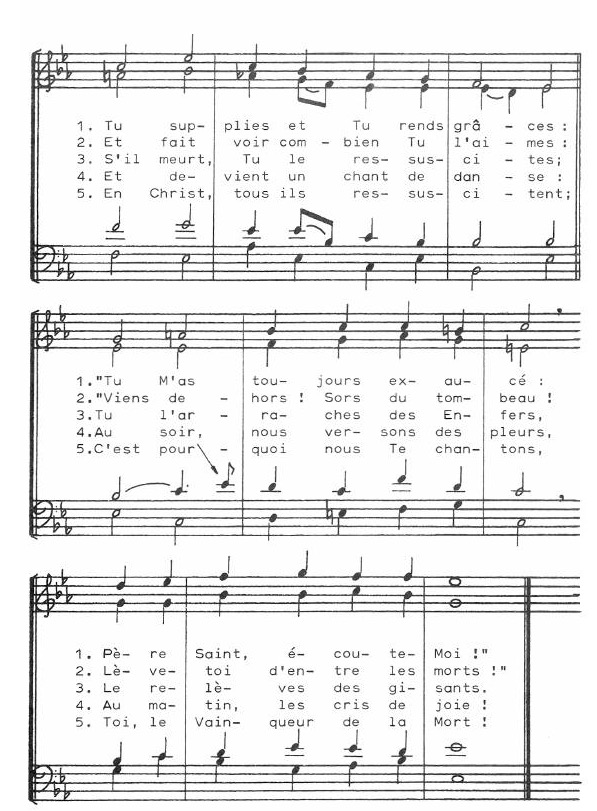 1. Tu sup- plies et Tu rends grâ - ces :
2. Et fait voir com - bien Tu l'ai - mes :
3. S'il meurt, Tu le res- sus- ci - tes;
4. Et de- vient un chant de dan- - se :
5. En Christ, tous ils res- sus- ci - tent;
1."Tu M'as tou- jours ex- au- cé :
2."Viens de - hors ! Sors du tom- beau !
3.Tu l'ar - ra- ches des En- fers,
4.Au soir, nous ver- sons des pleurs,
5.C'est pour - quoi nous Te chan- tons,
1. Pè- re Saint, é- cou- te- Moi !"
2. Lè- ve- toi d'en- tre les morts !"
3. Le re- lè- ves des gi- sants.
4. Au ma- tin, les cris de joie !
5. Toi, le Vain- queur de la Mort !